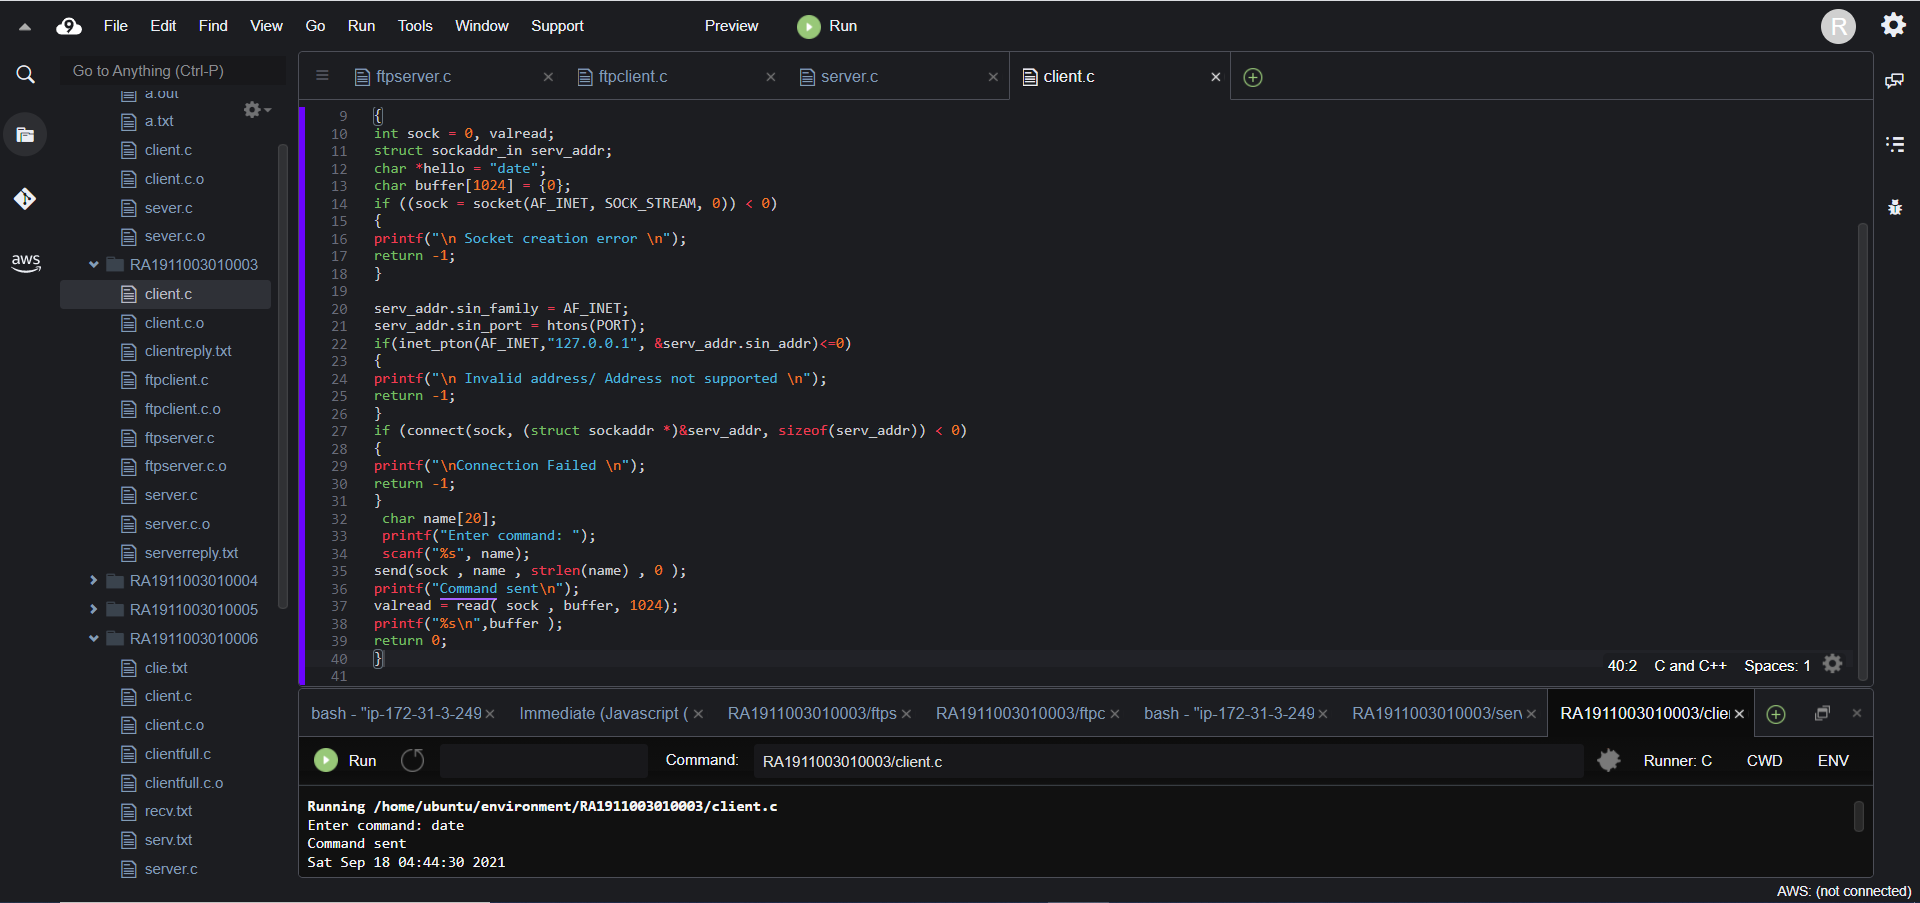 File Edit Find View Go Run Tools Window Support Preview Run R
Go to Anything (Ctrl-P)
a.out
a.txt
client.c
client.c.o
sever.c
sever.c.o
RA1911003010003
client.c
client.c.o
clientreply.txt
ftpclient.c
ftpclient.c.o
ftpserver.c
ftpserver.c.o
server.c
server.c.o
serverreply.txt
RA1911003010004
RA1911003010005
RA1911003010006
clie.txt
client.c
client.c.o
clientfull.c
clientfull.c.o
recv.txt
serv.txt
server.c
aws
ftpserver.c ftpclient.c server.c client.c
9 {
10 int sock = 0, valread;
11 struct sockaddr_in serv_addr;
12 char *hello = "date";
13 char buffer[1024] = {0};
14 if ((sock = socket(AF_INET, SOCK_STREAM, 0)) < 0)
15 {
16 printf("\n Socket creation error \n");
17 return -1;
18 }
19
20 serv_addr.sin_family = AF_INET;
21 serv_addr.sin_port = htons(PORT);
22 if(inet_pton(AF_INET,"127.0.0.1", &serv_addr.sin_addr)<=0)
23 {
24 printf("\n Invalid address/ Address not supported \n");
25 return -1;
26 }
27 if (connect(sock, (struct sockaddr *)&serv_addr, sizeof(serv_addr)) < 0)
28 {
29 printf("\nConnection Failed \n");
30 return -1;
31 }
32 char name[20];
33 printf("Enter command: ");
34 scanf("%s", name);
35 send(sock , name , strlen(name) , 0 );
36 printf("Command sent\n");
37 valread = read( sock , buffer, 1024);
38 printf("%s\n",buffer );
39 return 0;
40 }
41
40:2 C and C++ Spaces: 1
bash - "ip-172-31-3-249 Immediate (Javascript ( RA1911003010003/ftps RA1911003010003/ftpc bash - "ip-172-31-3-249 RA1911003010003/serv RA1911003010003/clie
Run Command: RA1911003010003/client.c Runner: C CWD ENV
Running /home/ubuntu/environment/RA1911003010003/client.c
Enter command: date
Command sent
Sat Sep 18 04:44:30 2021
AWS: (not connected)